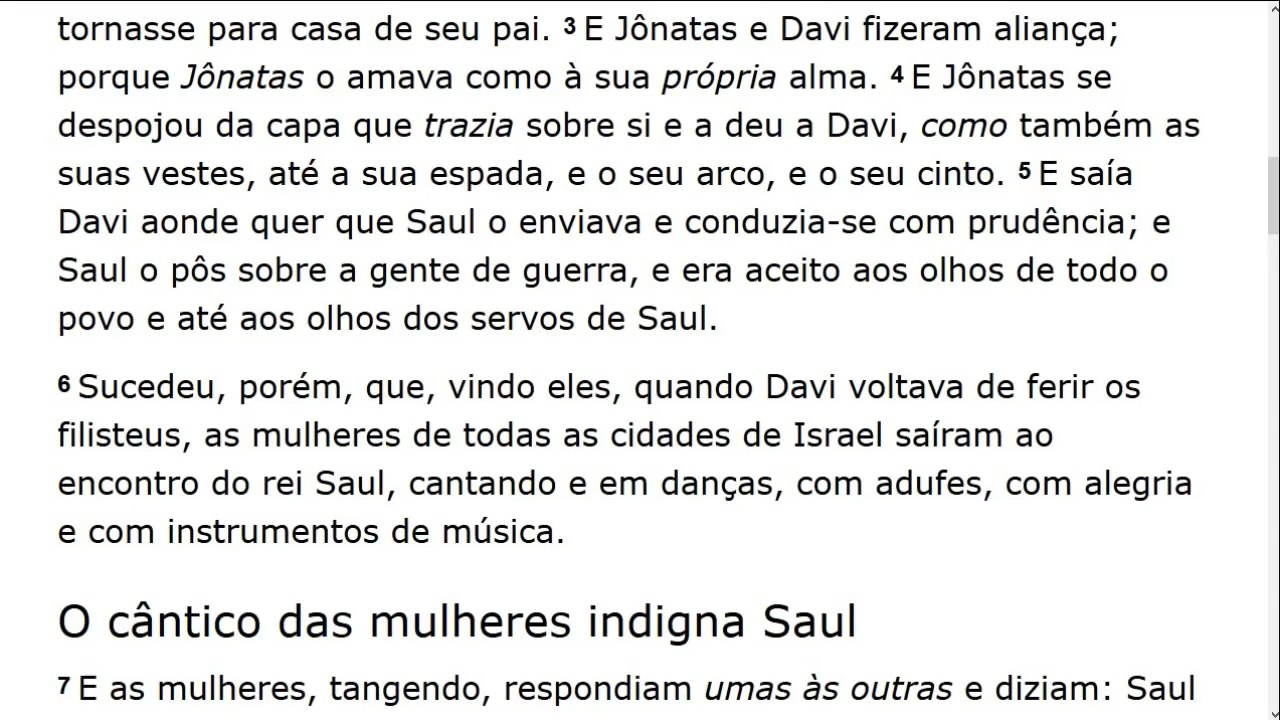 tornasse para casa de seu pai. 3 E Jônatas e Davi fizeram aliança;
porque Jônatas o amava como à sua própria alma. 4 E Jônatas se
despojou da capa que trazia sobre si e a deu a Davi, como também as
suas vestes, até a sua espada, e o seu arco, e o seu cinto. 5 E saía
Davi aonde quer que Saul o enviava e conduzia-se com prudência; e
Saul o pôs sobre a gente de guerra, e era aceito aos olhos de todo o
povo e até aos olhos dos servos de Saul.
6 Sucedeu, porém, que, vindo eles, quando Davi voltava de ferir os
filisteus, as mulheres de todas as cidades de Israel saíram ao
encontro do rei Saul, cantando e em danças, com adufes, com alegria
e com instrumentos de música.
O cântico das mulheres indigna Saul
7 E as mulheres, tangendo, respondiam umas às outras e diziam: Saul